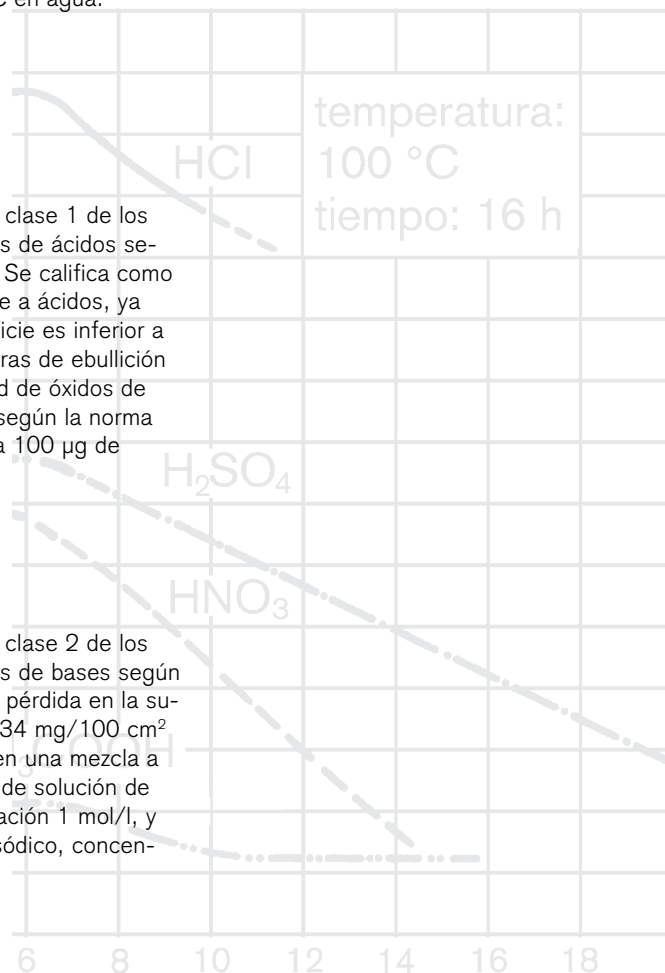 en agua.
temperatura:
100 °C
tiempo: 16 h
HCl
clase 1 de los
s de ácidos se-
Se califica como
e a ácidos, ya
icie es inferior a
ras de ebullición
d de óxidos de
según la norma
a 100 µg de
H₂SO₄
HNO₃
clase 2 de los
s de bases según
pérdida en la su-
34 mg/100 cm²
en una mezcla a
de solución de
ación 1 mol/l, y
sódico, concen-
₃COOH
6 8 10 12 14 16 18